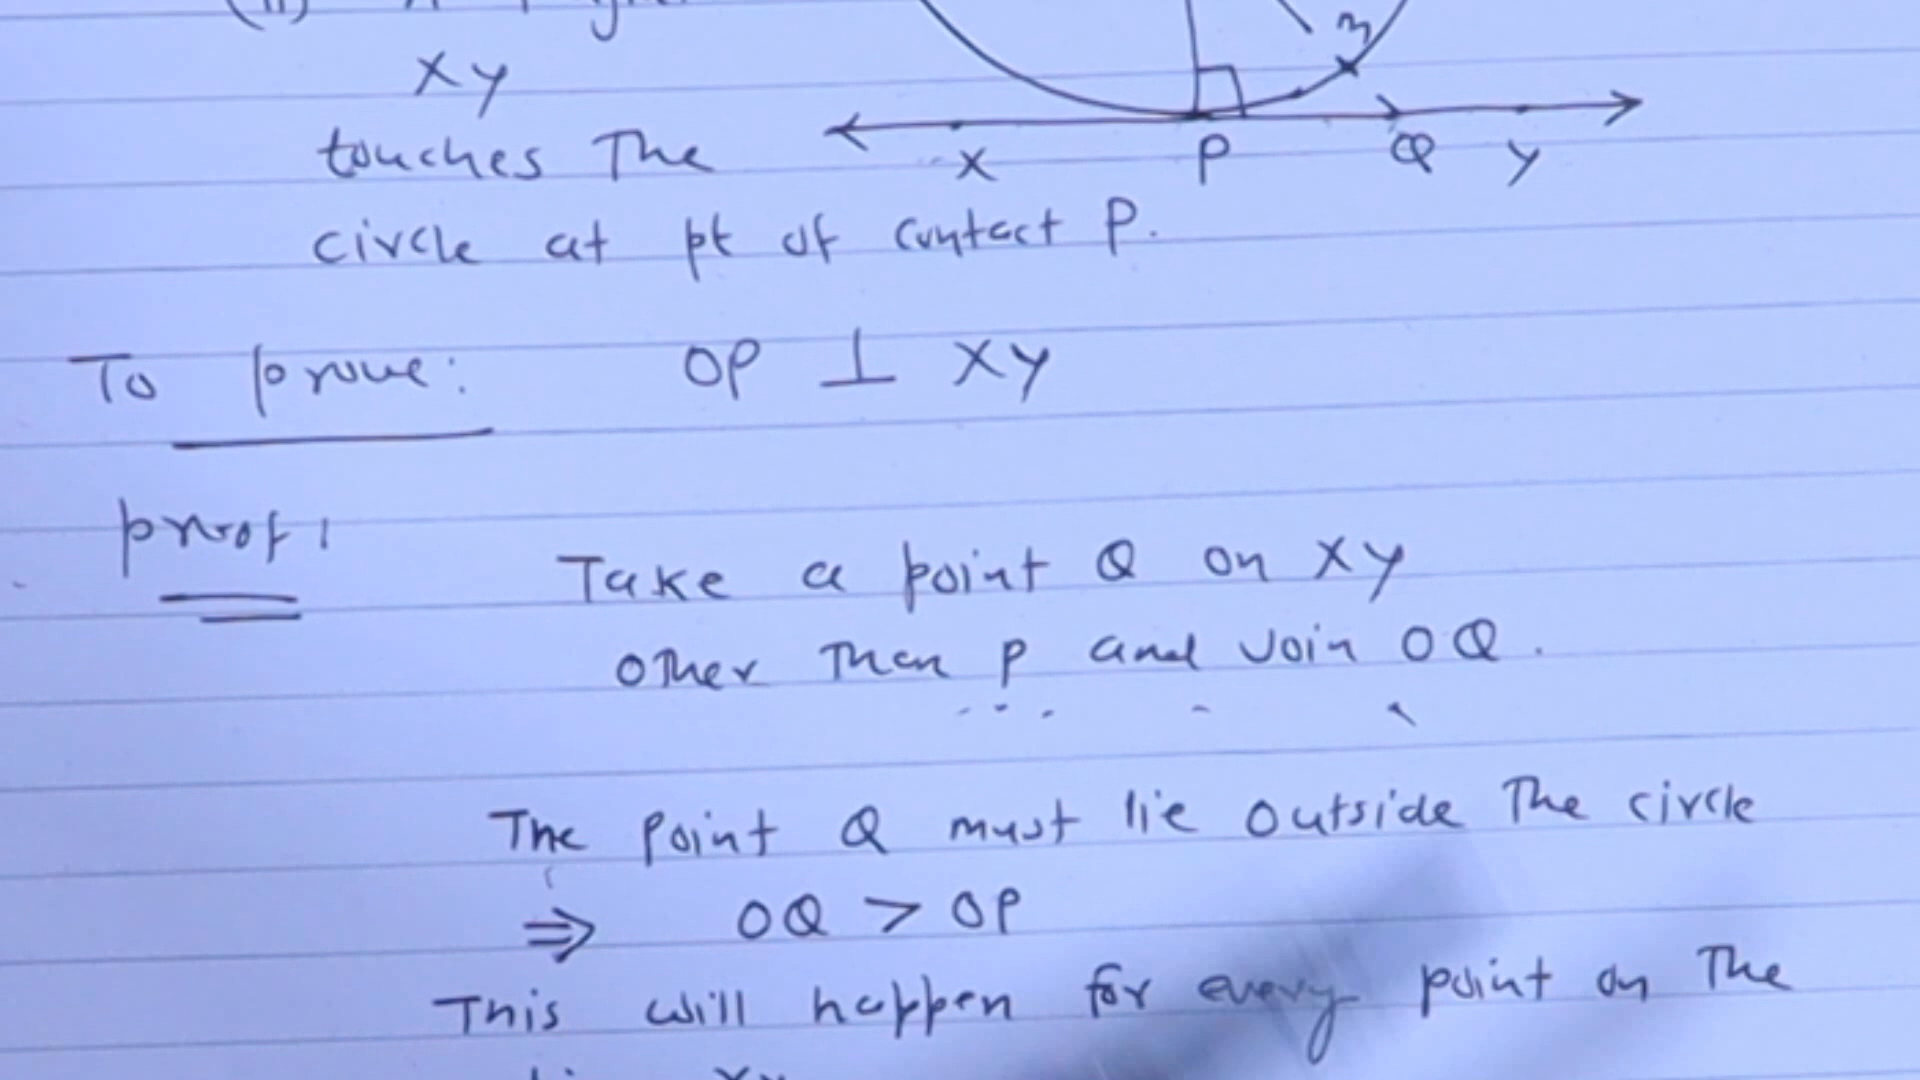 (ii)
XY
touches The
circle at pt of contact P.
m
X P Q Y
To prove: OP ⊥ XY
proof:
Take a point Q on XY
other than P and Join OQ.
The point Q must lie outside The circle
⇒ OQ > OP
This will happen for every point on The
XY